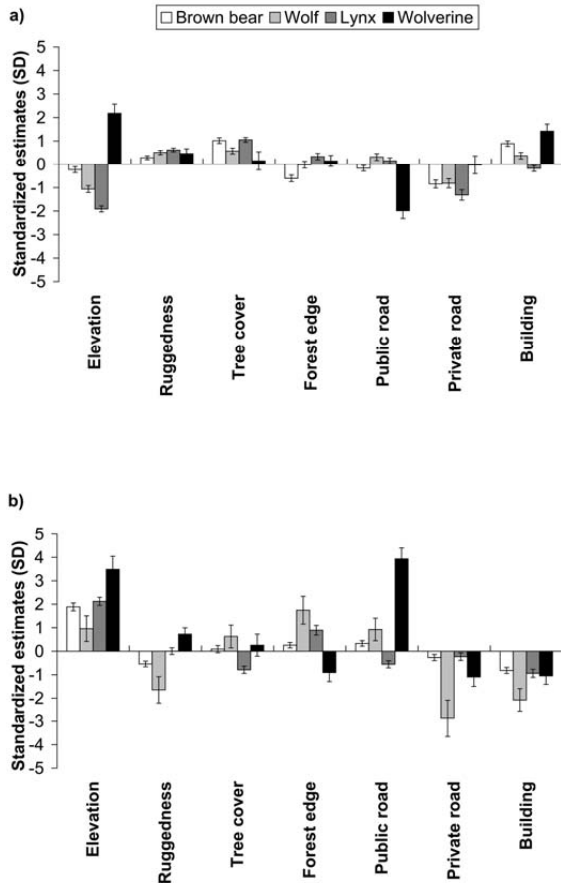 a)
Brown bear Wolf Lynx Wolverine
Standardized estimates (SD)
5
4
3
2
1
0
-1
-2
-3
-4
-5
Elevation
Ruggedness
Tree cover
Forest edge
Public road
Private road
Building
b)
Standardized estimates (SD)
5
4
3
2
1
0
-1
-2
-3
-4
-5
Elevation
Ruggedness
Tree cover
Forest edge
Public road
Private road
Building